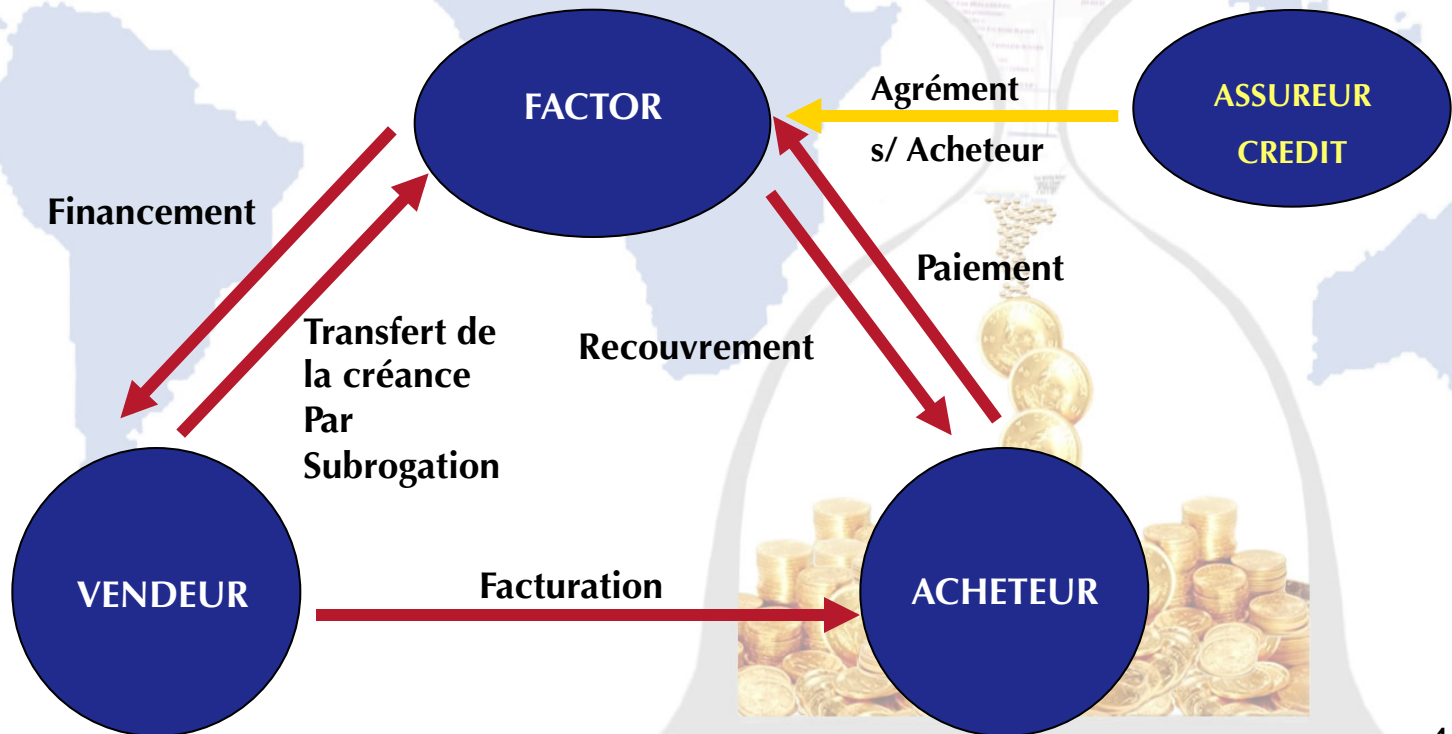 FACTOR
Agrément
s/ Acheteur
ASSUREUR
CREDIT
Financement
Paiement
Transfert de
la créance
Par
Subrogation
Recouvrement
VENDEUR
Facturation
ACHETEUR